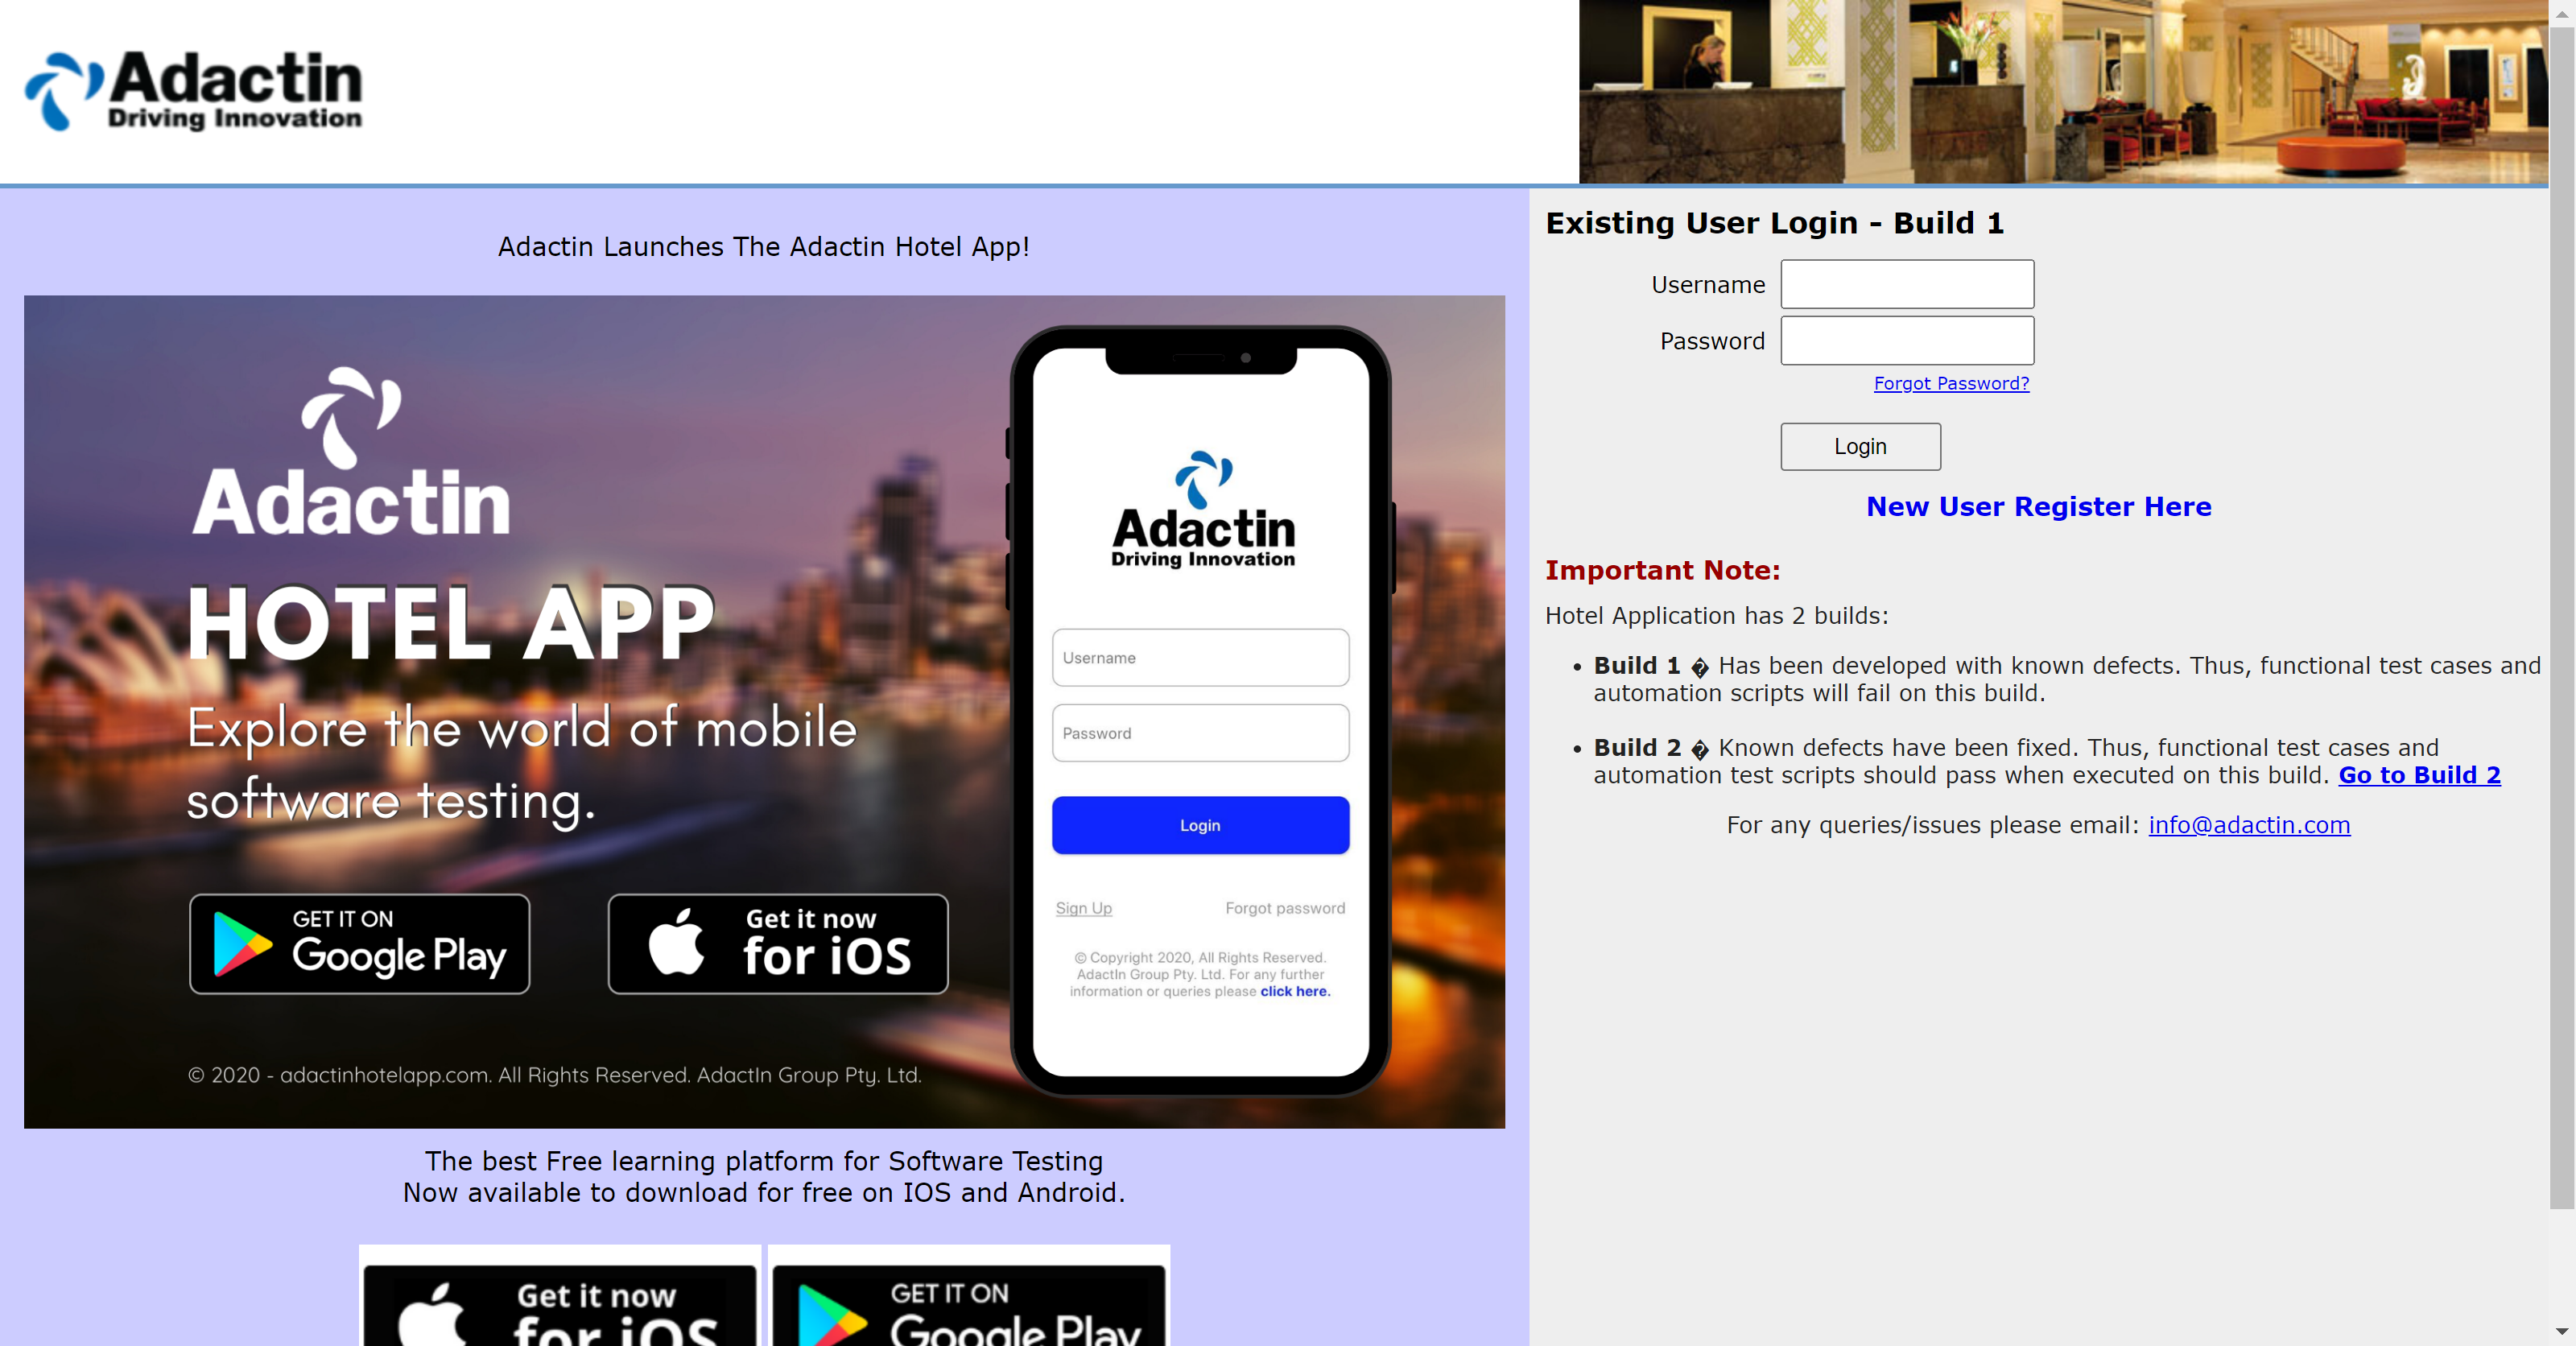 Adactin
Driving Innovation
Adactin Launches The Adactin Hotel App!
Adactin
HOTEL APP
Explore the world of mobile
software testing.
GET IT ON
Google Play
Get it now
for iOS
© 2020 - adactinhotelapp.com. All Rights Reserved. AdactIn Group Pty. Ltd.
Adactin
Driving Innovation
Username
Password
Login
Sign Up Forgot password
© Copyright 2020, All Rights Reserved.
AdactIn Group Pty. Ltd. For any further
information or queries please click here.
The best Free learning platform for Software Testing
Now available to download for free on IOS and Android.
Get it now
for iOS
GET IT ON
Google Play
Existing User Login - Build 1
Username
Password
Forgot Password?
Login
New User Register Here
Important Note:
Hotel Application has 2 builds:
• Build 1 � Has been developed with known defects. Thus, functional test cases and
automation scripts will fail on this build.
• Build 2 � Known defects have been fixed. Thus, functional test cases and
automation test scripts should pass when executed on this build. Go to Build 2
For any queries/issues please email: info@adactin.com